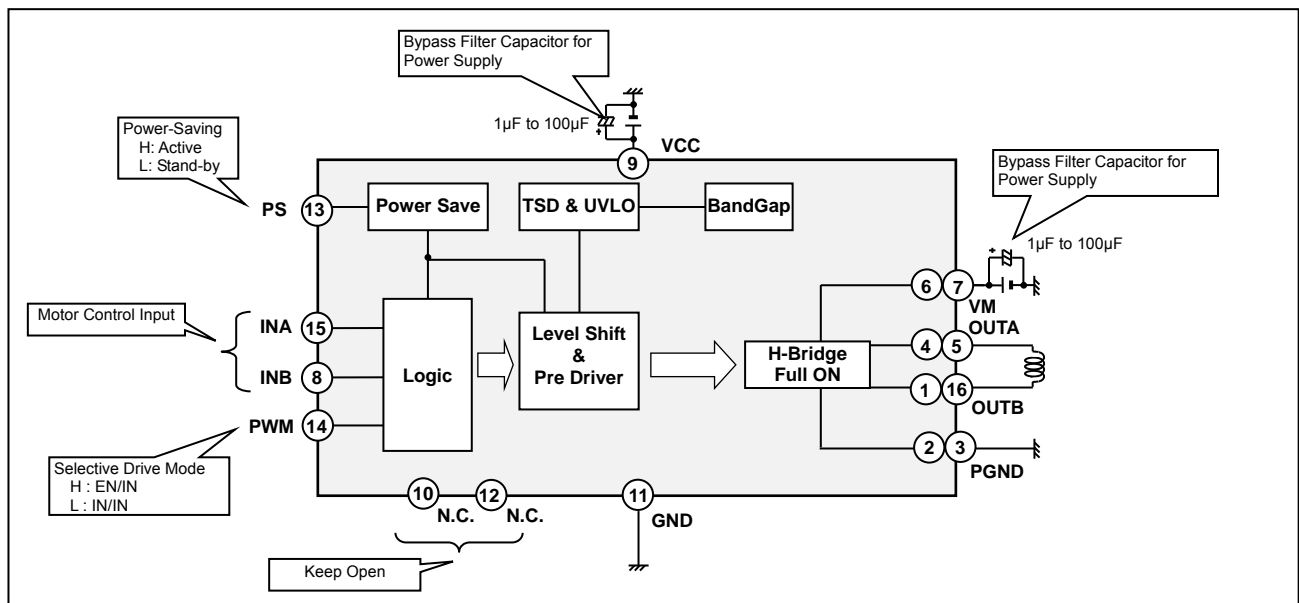 Bypass Filter Capacitor for
Power Supply
1µF to 100µF
+
VCC
9
Power-Saving
H: Active
L: Stand-by
Bypass Filter Capacitor for
Power Supply
1µF to 100µF
+
PS
13
Power Save
TSD & UVLO
BandGap
6
7
VM
Motor Control Input
INA
15
INB
8
PWM
14
Logic
Level Shift
&
Pre Driver
H-Bridge
Full ON
OUTA
4
5
1
16
OUTB
2
3
PGND
Selective Drive Mode
H : EN/IN
L : IN/IN
10
N.C.
12
N.C.
11
GND
Keep Open